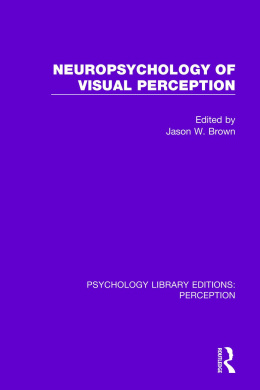 NEUROPSYCHOLOGY OF
VISUAL PERCEPTION
Edited by
Jason W. Brown
PSYCHOLOGY LIBRARY EDITIONS:
PERCEPTION
ROUTLEDGE